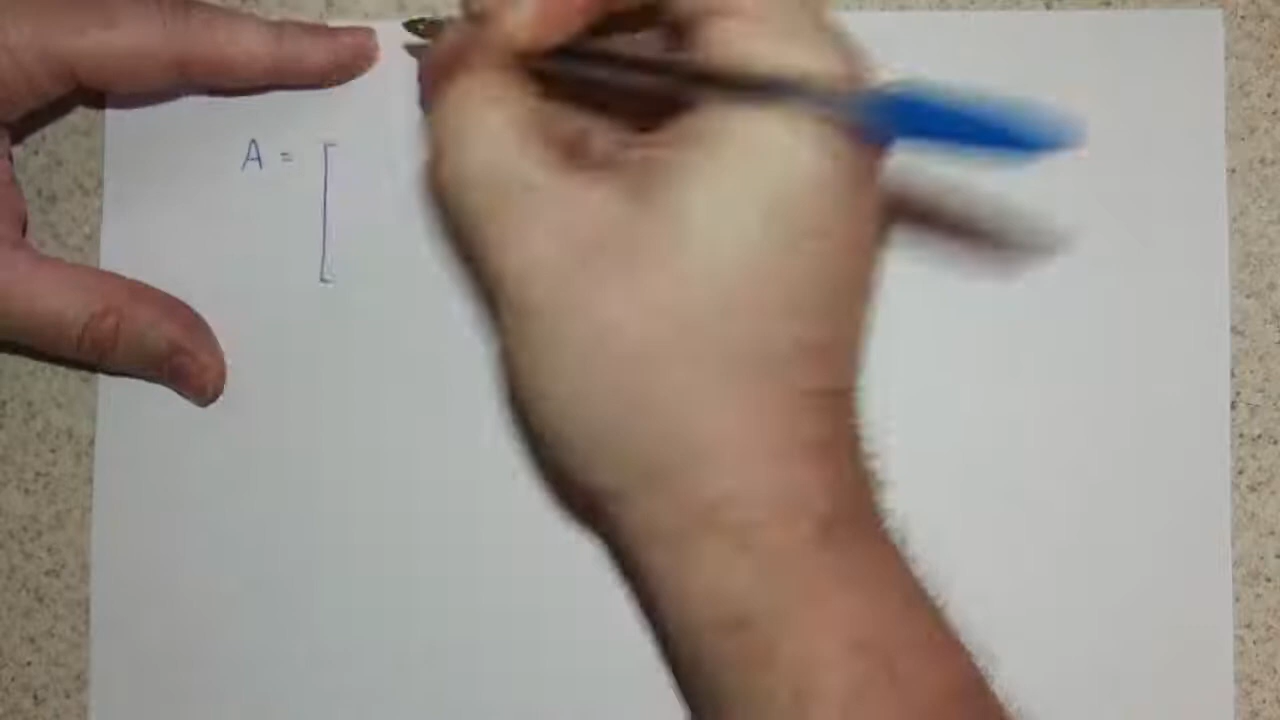 A = [